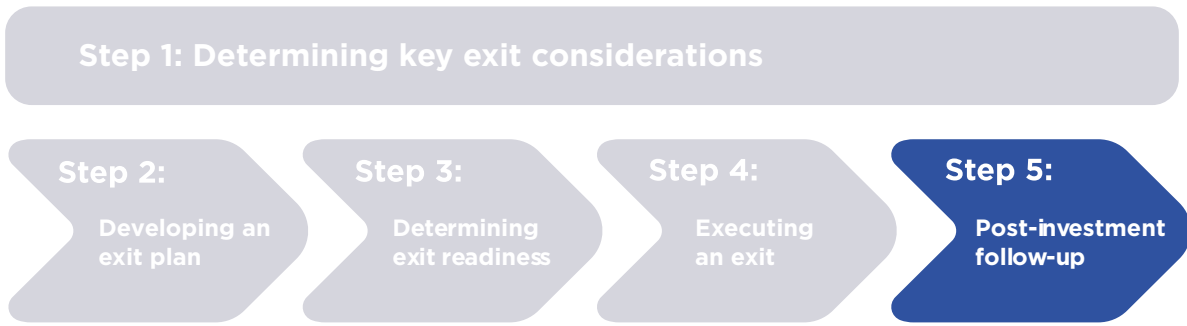 Step 1: Determining key exit considerations
Step 2:
Developing an
exit plan
Step 3:
Determining
exit readiness
Step 4:
Executing
an exit
Step 5:
Post-investment
follow-up